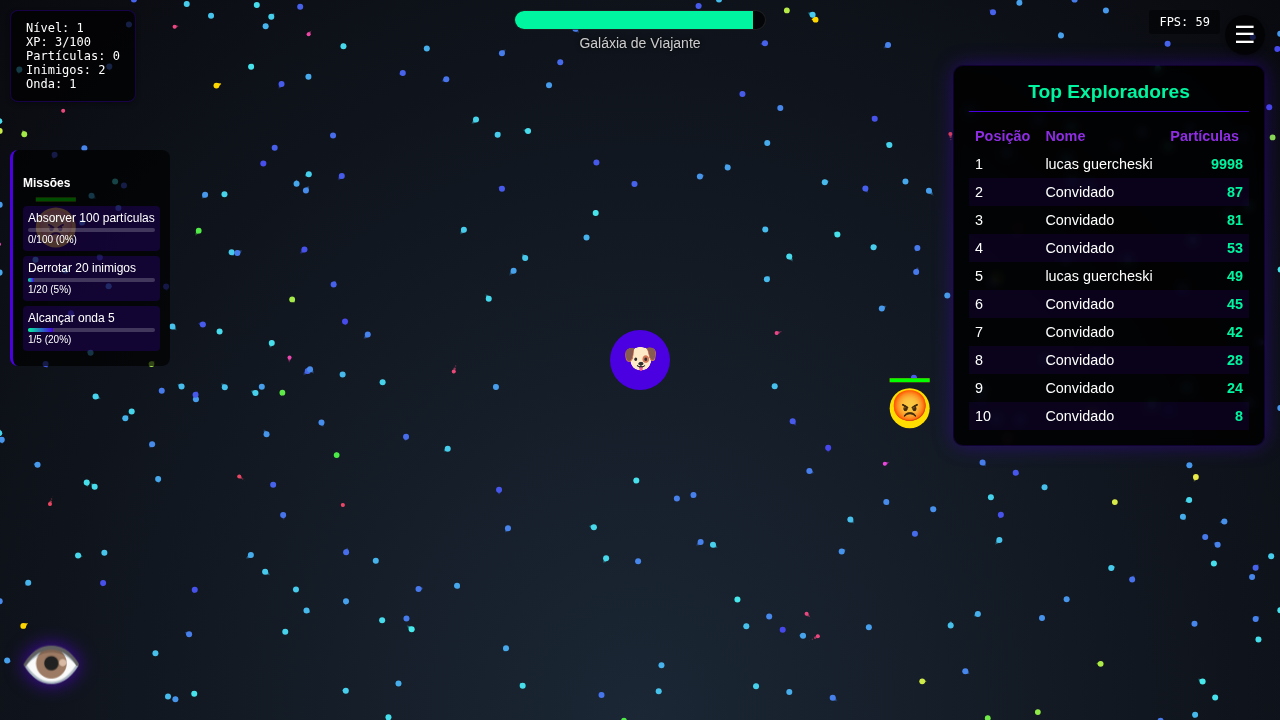 Nível: 1
XP: 3/100
Partículas: 0
Inimigos: 2
Onda: 1
Galáxia de Viajante
FPS: 59
☰
Missões
Absorver 100 partículas
0/100 (0%)
Derrotar 20 inimigos
1/20 (5%)
Alcançar onda 5
1/5 (20%)
Top Exploradores
Posição Nome Partículas
1 lucas guercheski 9998
2 Convidado 87
3 Convidado 81
4 Convidado 53
5 lucas guercheski 49
6 Convidado 45
7 Convidado 42
8 Convidado 28
9 Convidado 24
10 Convidado 8